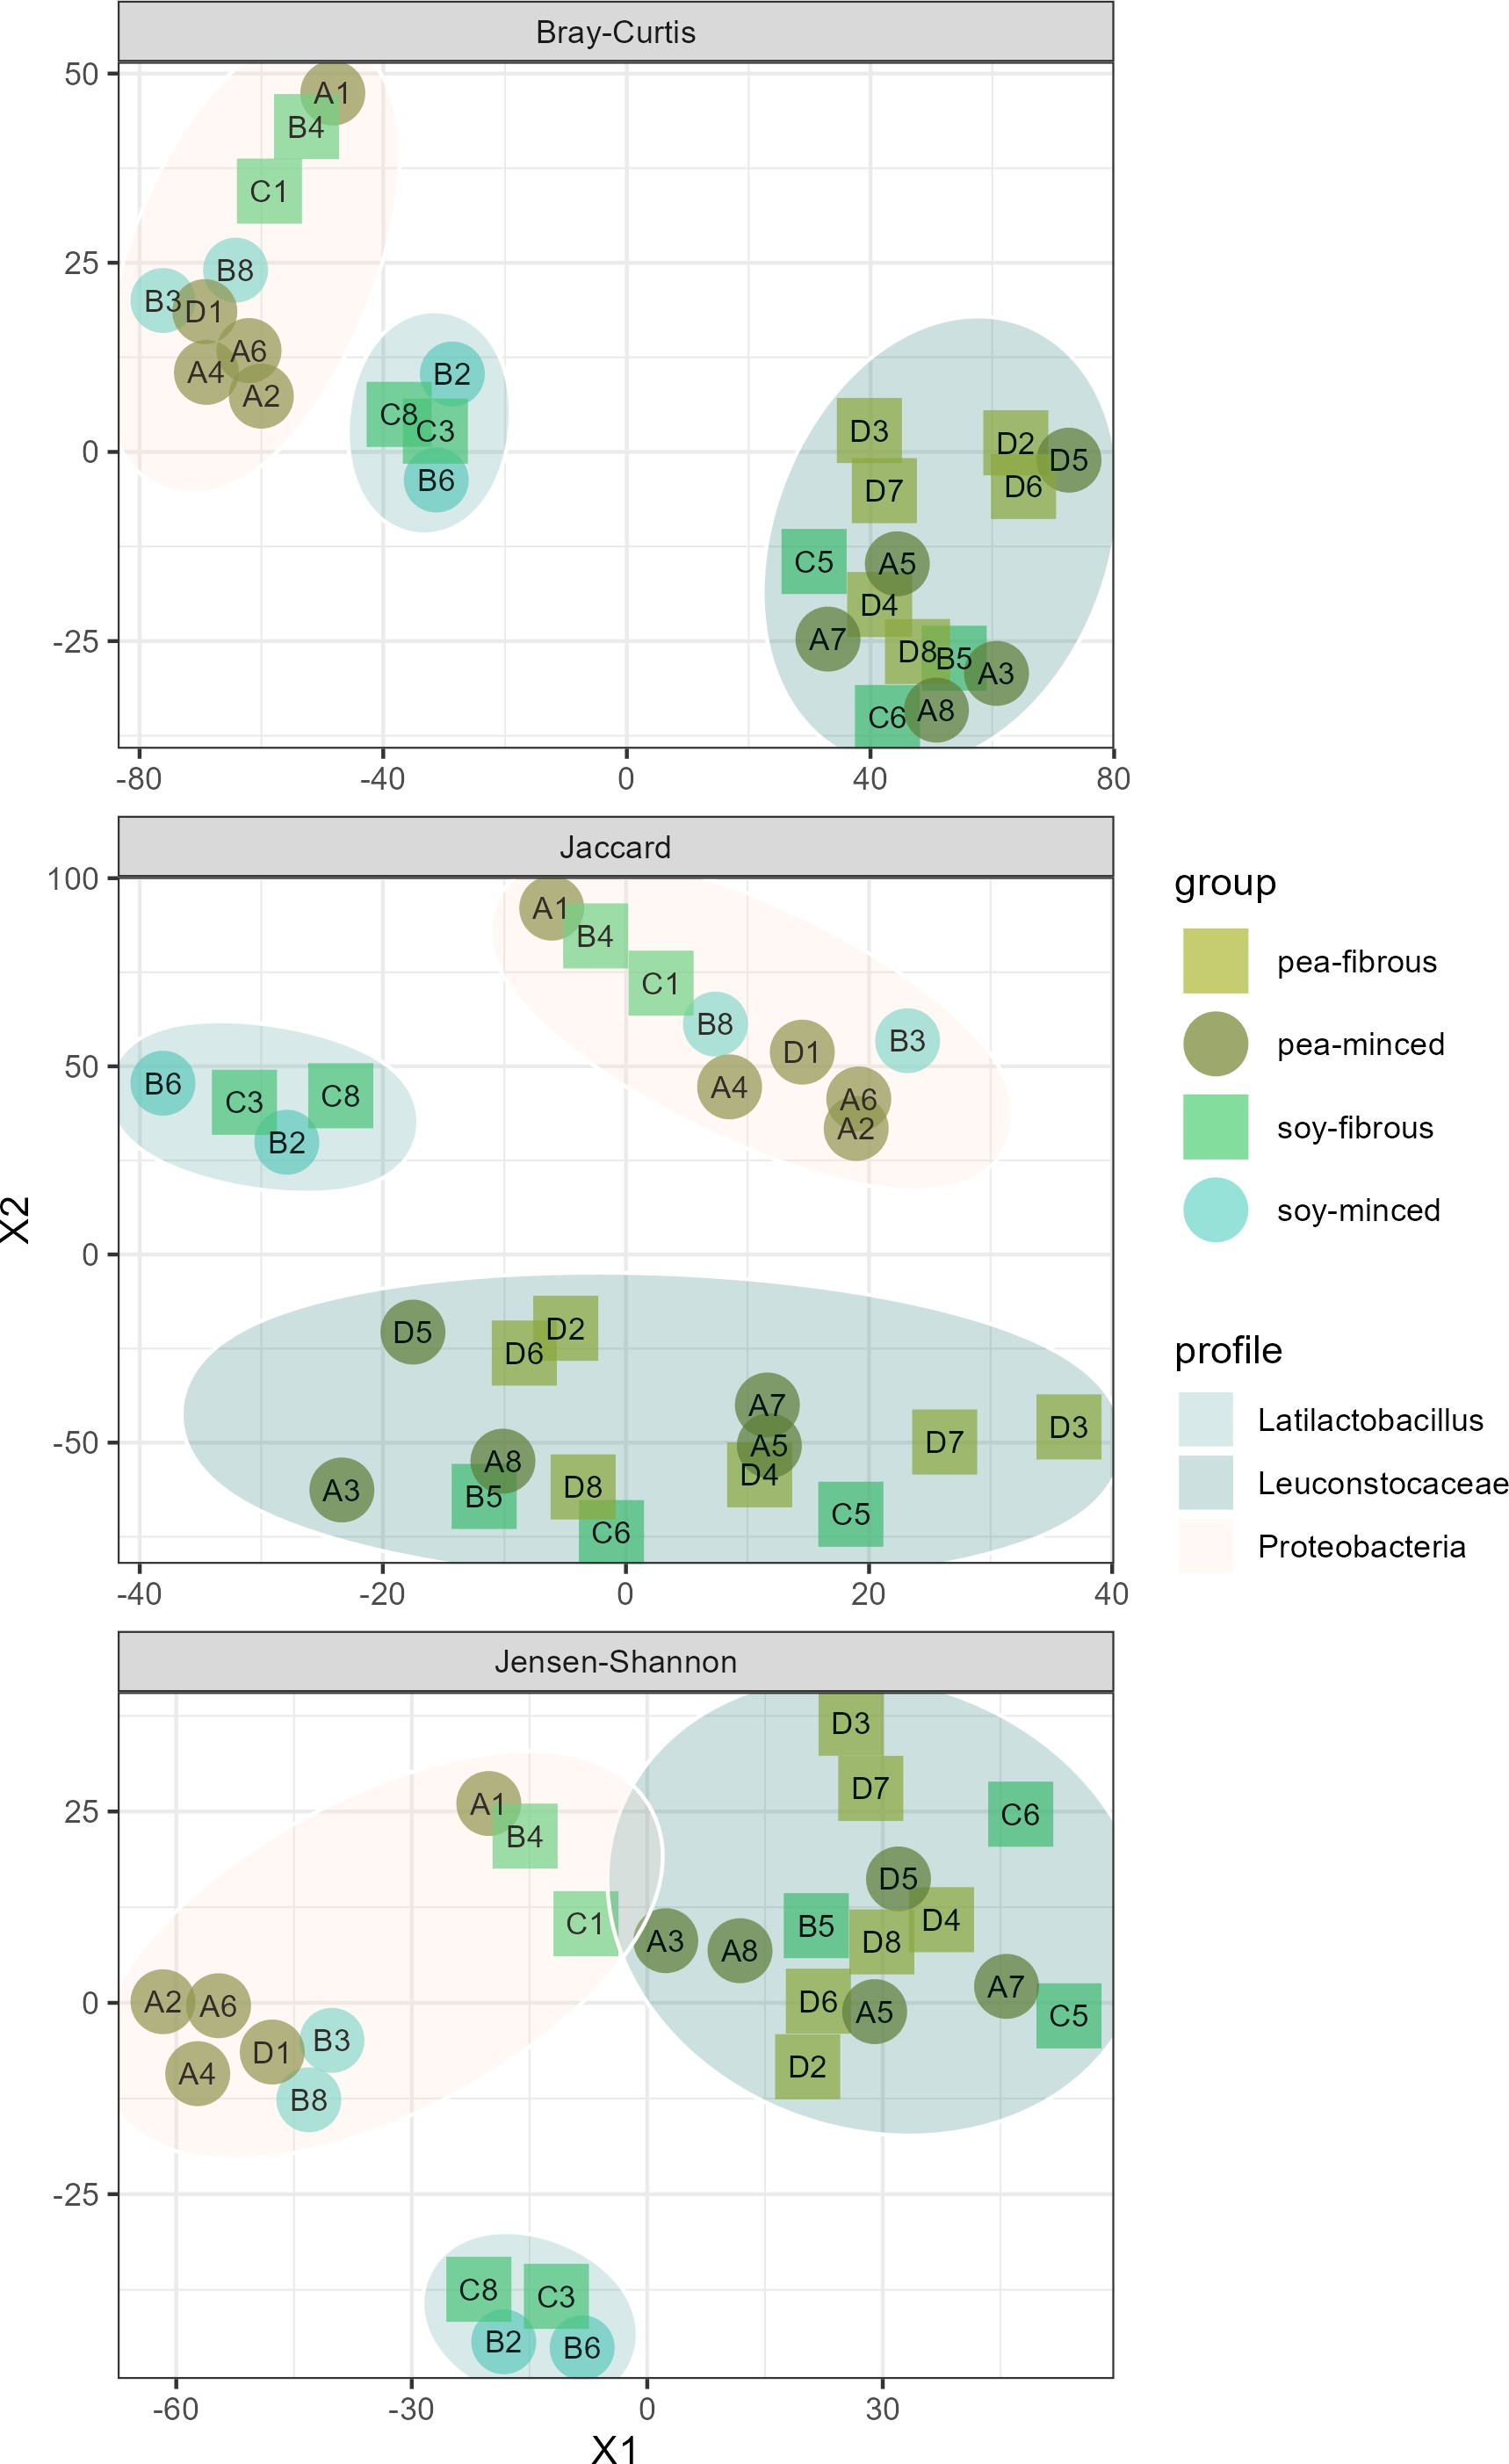 Bray-Curtis
50
25
0
-25
A1
B4
C1
B8
B3
D1
A6
A4
A2
B2
C8
C3
B6
D3
D2
D5
D6
D7
C5
A5
D4
A7
D8
B5
A3
A8
C6
-80
-40
0
40
80
Jaccard
100
50
0
-50
A1
B4
C1
B8
B3
D1
A4
A6
A2
B6
C3
C8
B2
D5
D2
D6
A7
A5
D4
D7
D3
A8
A3
B5
D8
C6
C5
-40
-20
0
20
40
X2
group
pea-fibrous
pea-minced
soy-fibrous
soy-minced
profile
Latilactobacillus
Leuconstocaceae
Proteobacteria
Jensen-Shannon
25
0
-25
D3
D7
C6
A1
B4
D5
D4
C1
B5
D8
A3
A8
A7
C5
A2
A6
D6
A5
B3
D1
A4
B8
D2
C8
C3
B2
B6
-60
-30
0
30
X1